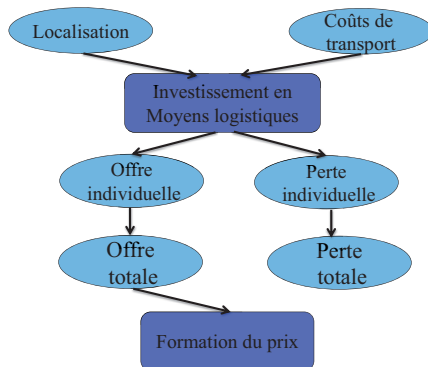 Localisation
Coûts de
transport
Investissement en
Moyens logistiques
Offre
individuelle
Perte
individuelle
Offre
totale
Perte
totale
Formation du prix